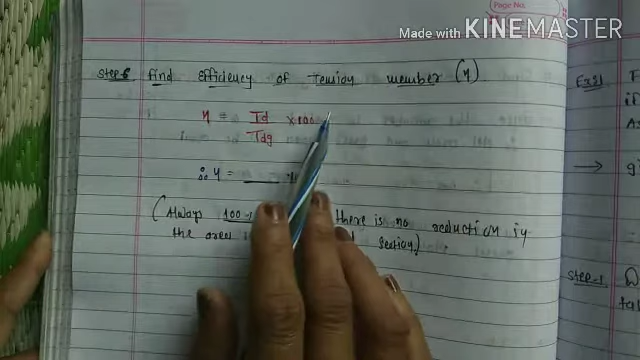 Page No.
Made with KINEMASTER
Step 6 find efficiency of Tension member (η)
Ex:1
η = Td x100
Tdg
∴ η =
(Always 100 there is no reduction in
the area section)
Step-1